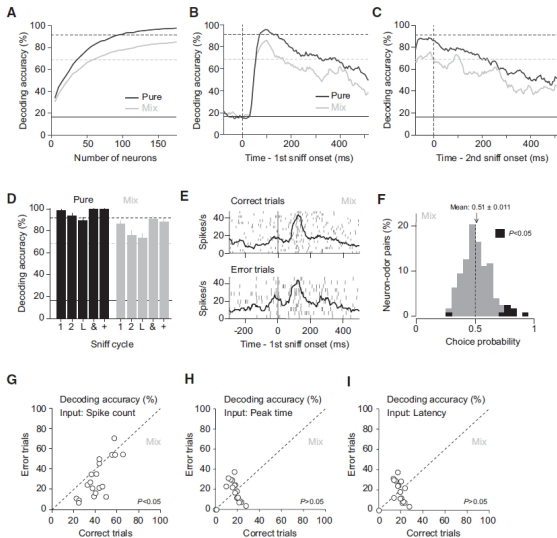 A
Decoding accuracy (%)
100
80
60
40
20
0
0 50 100 150
Number of neurons
Pure
Mix
B
Decoding accuracy (%)
100
80
60
40
20
0
0 200 400
Time - 1st sniff onset (ms)
Pure
Mix
C
Decoding accuracy (%)
100
80
60
40
20
0
0 200 400
Time - 2nd sniff onset (ms)
D
Pure Mix
Decoding accuracy (%)
100
80
60
40
20
0
1 2 L & + 1 2 L & +
Sniff cycle
E
Correct trials Mix
Spikes/s
40
20
0
Error trials
Spikes/s
40
20
0
-200 0 200 400
Time - 1st sniff onset (ms)
F
Mix
Mean: 0.51 ± 0.011
P<0.05
Neuron-odor pairs (%)
20
10
0
0 0.5 1
Choice probability
G
Decoding accuracy (%)
Input: Spike count
Mix
Error trials
100
80
60
40
20
0
P<0.05
0 20 40 60 80 100
Correct trials
H
Decoding accuracy (%)
Input: Peak time
Mix
Error trials
100
80
60
40
20
0
P>0.05
0 20 40 60 80 100
Correct trials
I
Decoding accuracy (%)
Input: Latency
Mix
Error trials
100
80
60
40
20
0
P>0.05
0 20 40 60 80 100
Correct trials